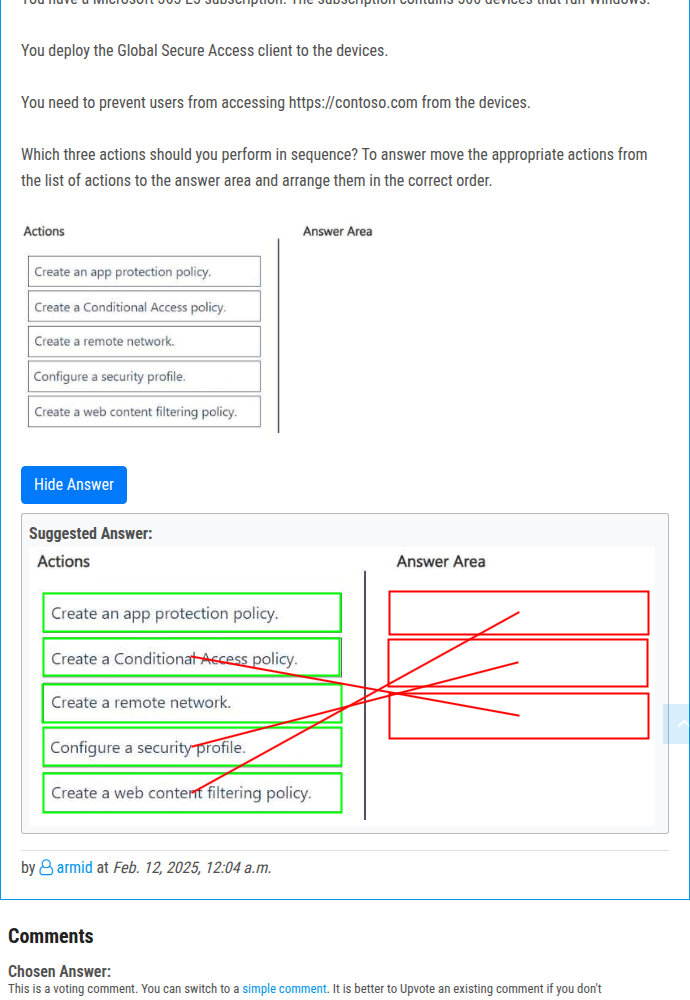 You have a Microsoft 365 E5 subscription. The subscription contains 500 devices that run Windows.
You deploy the Global Secure Access client to the devices.
You need to prevent users from accessing https://contoso.com from the devices.
Which three actions should you perform in sequence? To answer move the appropriate actions from
the list of actions to the answer area and arrange them in the correct order.
Actions
Answer Area
Create an app protection policy.
Create a Conditional Access policy.
Create a remote network.
Configure a security profile.
Create a web content filtering policy.
Hide Answer
Suggested Answer:
Actions
Answer Area
Create an app protection policy.
Create a Conditional Access policy.
Create a remote network.
Configure a security profile.
Create a web content filtering policy.
by armid at Feb. 12, 2025, 12:04 a.m.
Comments
Chosen Answer:
This is a voting comment. You can switch to a simple comment. It is better to Upvote an existing comment if you don't